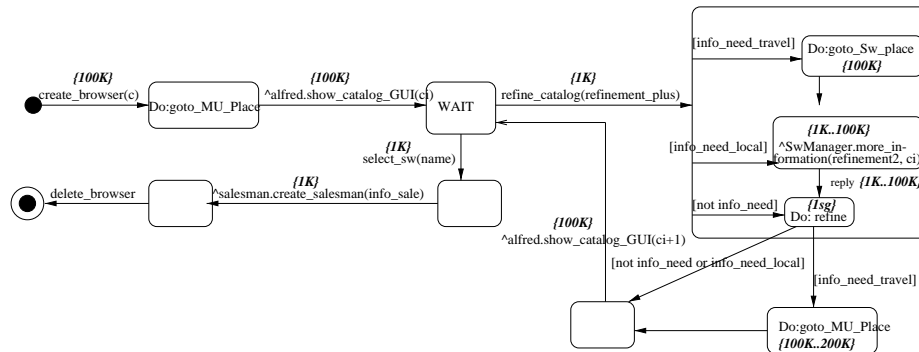 {100K}
create_browser(c)
Do:goto_MU_Place
{100K}
^alfred.show_catalog_GUI(ci)
WAIT
{1K}
refine_catalog(refinement_plus)
[info_need_travel]
Do:goto_Sw_place
{100K}
{1K..100K}
^SwManager.more_in-
formation(refinement2, ci)
[info_need_local]
reply {1K..100K}
[not info_need]
{1sg}
Do: refine
{1K}
select_sw(name)
delete_browser
{1K}
^salesman.create_salesman(info_sale)
{100K}
^alfred.show_catalog_GUI(ci+1)
[not info_need or info_need_local]
[info_need_travel]
Do:goto_MU_Place
{100K..200K}